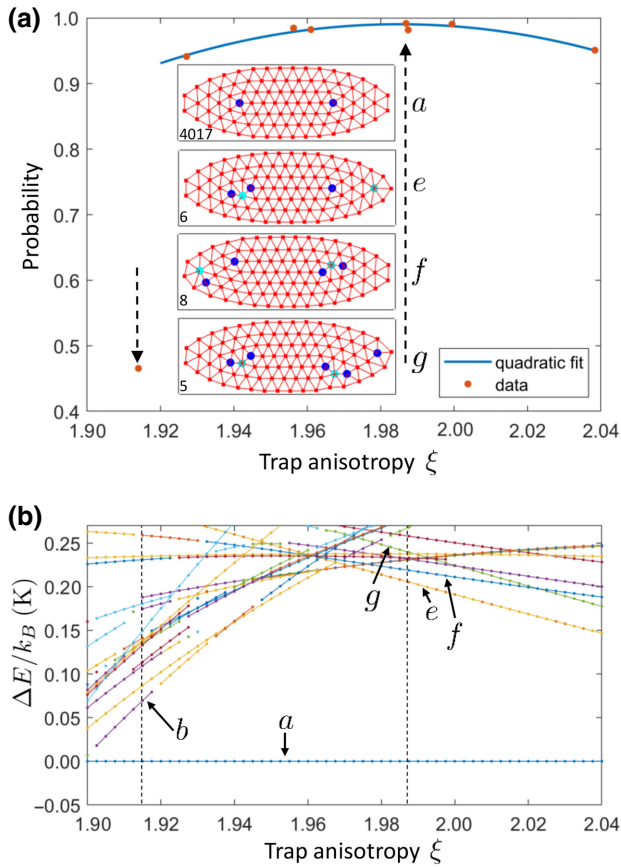 (a)
1.0
0.9
0.8
0.7
0.6
0.5
0.4
Probability
4017
a
6
e
8
f
5
g
quadratic fit
data
1.90 1.92 1.94 1.96 1.98 2.00 2.02 2.04
Trap anisotropy ξ
(b)
0.25
0.20
0.15
0.10
0.05
0.00
−0.05
ΔE/k_B (K)
g
e
f
b
a
1.90 1.92 1.94 1.96 1.98 2.00 2.02 2.04
Trap anisotropy ξ